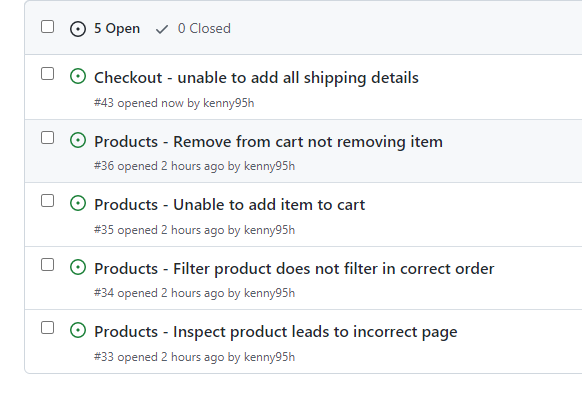 5 Open 0 Closed
Checkout - unable to add all shipping details
#43 opened now by kenny95h
Products - Remove from cart not removing item
#36 opened 2 hours ago by kenny95h
Products - Unable to add item to cart
#35 opened 2 hours ago by kenny95h
Products - Filter product does not filter in correct order
#34 opened 2 hours ago by kenny95h
Products - Inspect product leads to incorrect page
#33 opened 2 hours ago by kenny95h